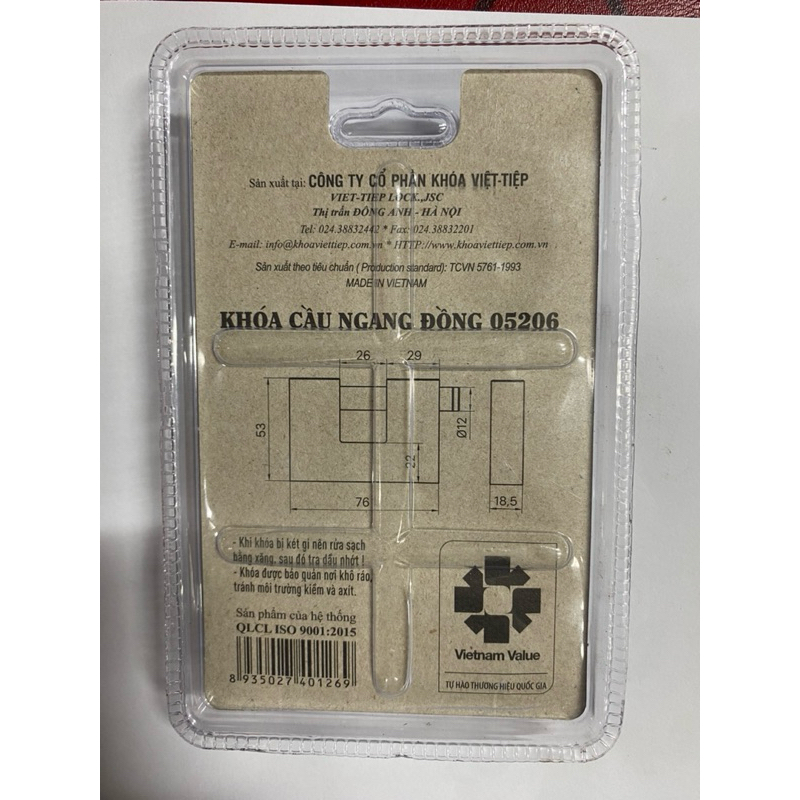 Sản xuất tại: CÔNG TY CỔ PHẦN KHÓA VIỆT-TIỆP
VIET-TIEP LOCK.,JSC
Thị trấn ĐÔNG ANH - HÀ NỘI
Tel: 024.38832442 * Fax: 024.38832201
E-mail: info@khoaviettiep.com.vn * HTTP://www.khoaviettiep.com.vn
Sản xuất theo tiêu chuẩn ( Production standard): TCVN 5761-1993
MADE IN VIETNAM
KHÓA CẦU NGANG ĐỒNG 05206
26 29
53
Ø12
22
76 18,5
- Khi khóa bị két gỉ nên rửa sạch
bằng xăng, sau đó tra dầu nhớt !
- Khóa được bảo quản nơi khô ráo,
tránh môi trường kiềm và axit.
Sản phẩm của hệ thống
QLCL ISO 9001:2015
8 935027 401269
Vietnam Value
TỰ HÀO THƯƠNG HIỆU QUỐC GIA